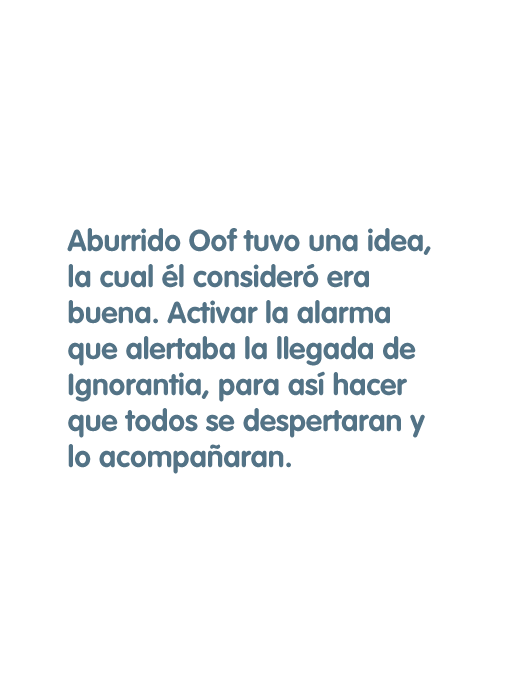 Aburrido Oof tuvo una idea,
la cual él consideró era
buena. Activar la alarma
que alertaba la llegada de
Ignorantia, para así hacer
que todos se despertaran y
lo acompañaran.